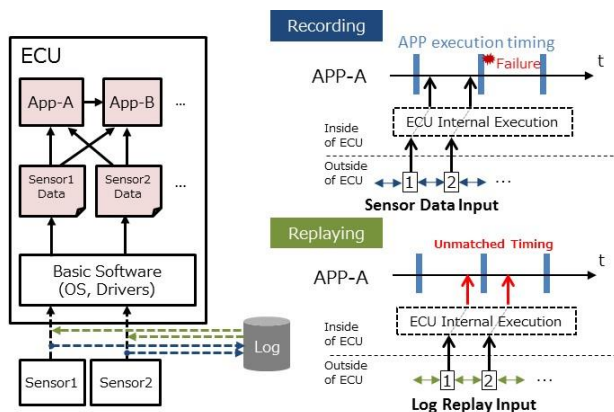 ECU
App-A
App-B
...
Sensor1
Data
Sensor2
Data
...
Basic Software
(OS, Drivers)
Sensor1
Sensor2
Log
Recording
APP execution timing
t
Failure
APP-A
Inside
of ECU
ECU Internal Execution
Outside
of ECU
1
2
...
Sensor Data Input
Replaying
Unmatched Timing
t
APP-A
Inside
of ECU
ECU Internal Execution
Outside
of ECU
1
2
...
Log Replay Input